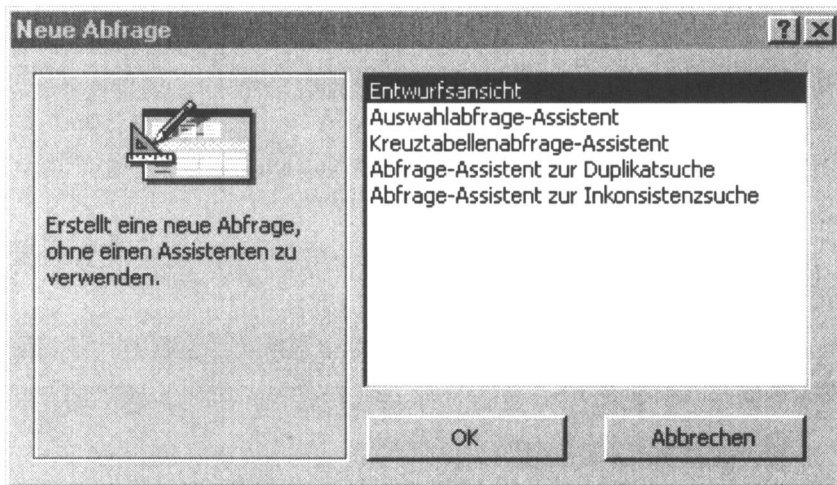 Neue Abfrage
Erstellt eine neue Abfrage,
ohne einen Assistenten zu
verwenden.
Entwurfsansicht
Auswahlabfrage-Assistent
Kreuztabellenabfrage-Assistent
Abfrage-Assistent zur Duplikatsuche
Abfrage-Assistent zur Inkonsistenzsuche
OK
Abbrechen